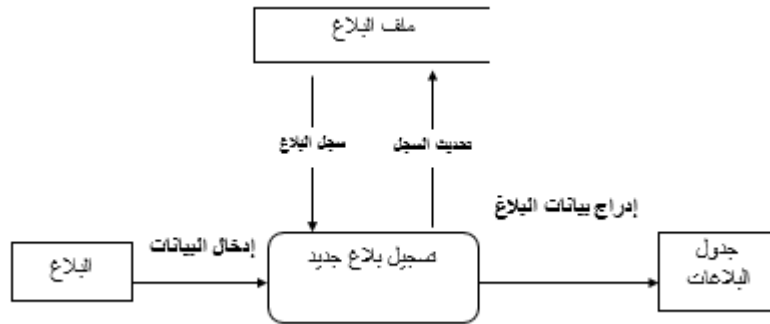 ملف البلاغ
سجل البلاغ
تحديث السجل
إدراج بيانات البلاغ
إدخال البيانات
البلاغ
تسجيل بلاغ جديد
جدول
البلاغات